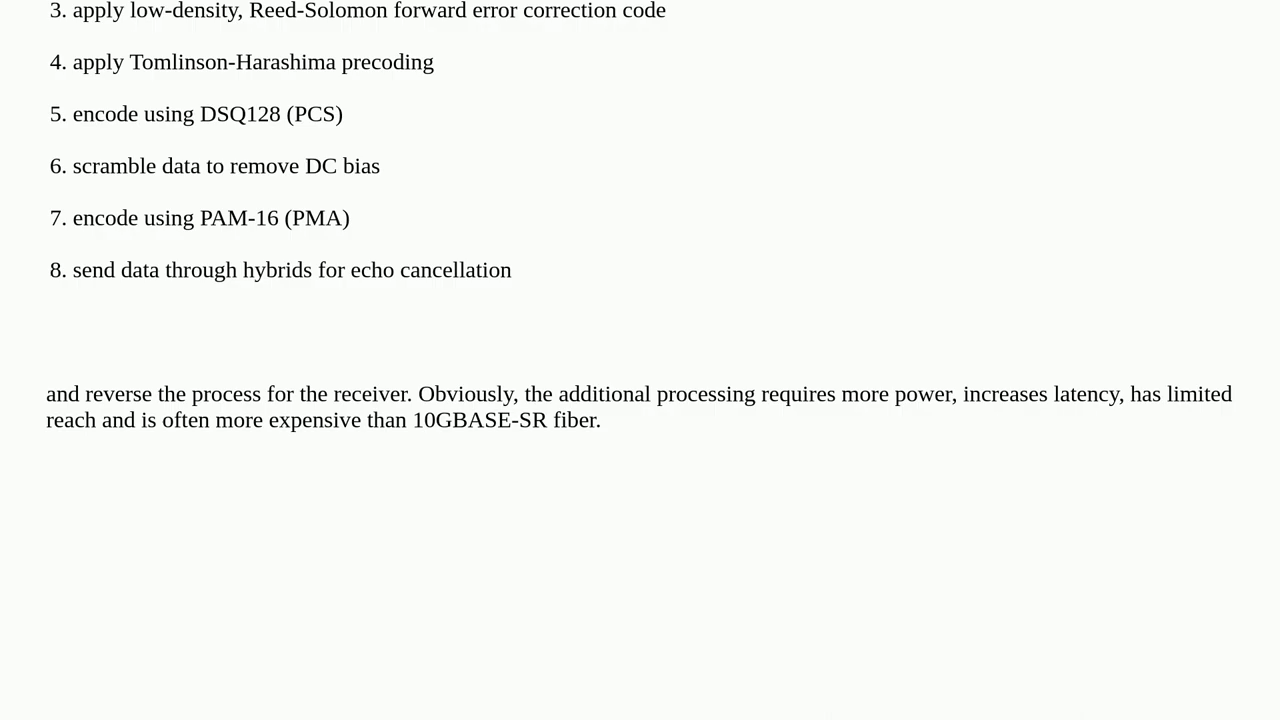 3. apply low-density, Reed-Solomon forward error correction code
4. apply Tomlinson-Harashima precoding
5. encode using DSQ128 (PCS)
6. scramble data to remove DC bias
7. encode using PAM-16 (PMA)
8. send data through hybrids for echo cancellation
and reverse the process for the receiver. Obviously, the additional processing requires more power, increases latency, has limited
reach and is often more expensive than 10GBASE-SR fiber.